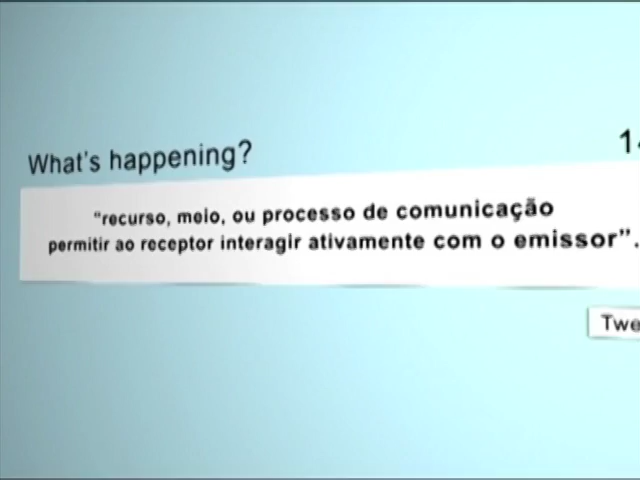 What's happening?
“recurso, meio, ou processo de comunicação
permitir ao receptor interagir ativamente com o emissor”.